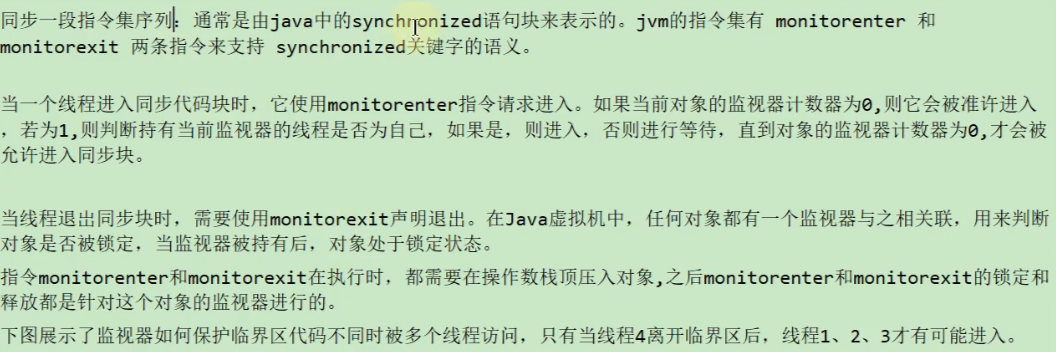 同步一段指令集序列：通常是由java中的synchronized语句块来表示的。jvm的指令集有 monitorenter 和
monitorexit 两条指令来支持 synchronized关键字的语义。
当一个线程进入同步代码块时，它使用monitorenter指令请求进入。如果当前对象的监视器计数器为0,则它会被准许进入
，若为1,则判断持有当前监视器的线程是否为自己，如果是，则进入，否则进行等待，直到对象的监视器计数器为0,才会被
允许进入同步块。
当线程退出同步块时，需要使用monitorexit声明退出。在Java虚拟机中，任何对象都有一个监视器与之相关联，用来判断
对象是否被锁定，当监视器被持有后，对象处于锁定状态。
指令monitorenter和monitorexit在执行时，都需要在操作数栈顶压入对象,之后monitorenter和monitorexit的锁定和
释放都是针对这个对象的监视器进行的。
下图展示了监视器如何保护临界区代码不同时被多个线程访问，只有当线程4离开临界区后，线程1、2、3才有可能进入。